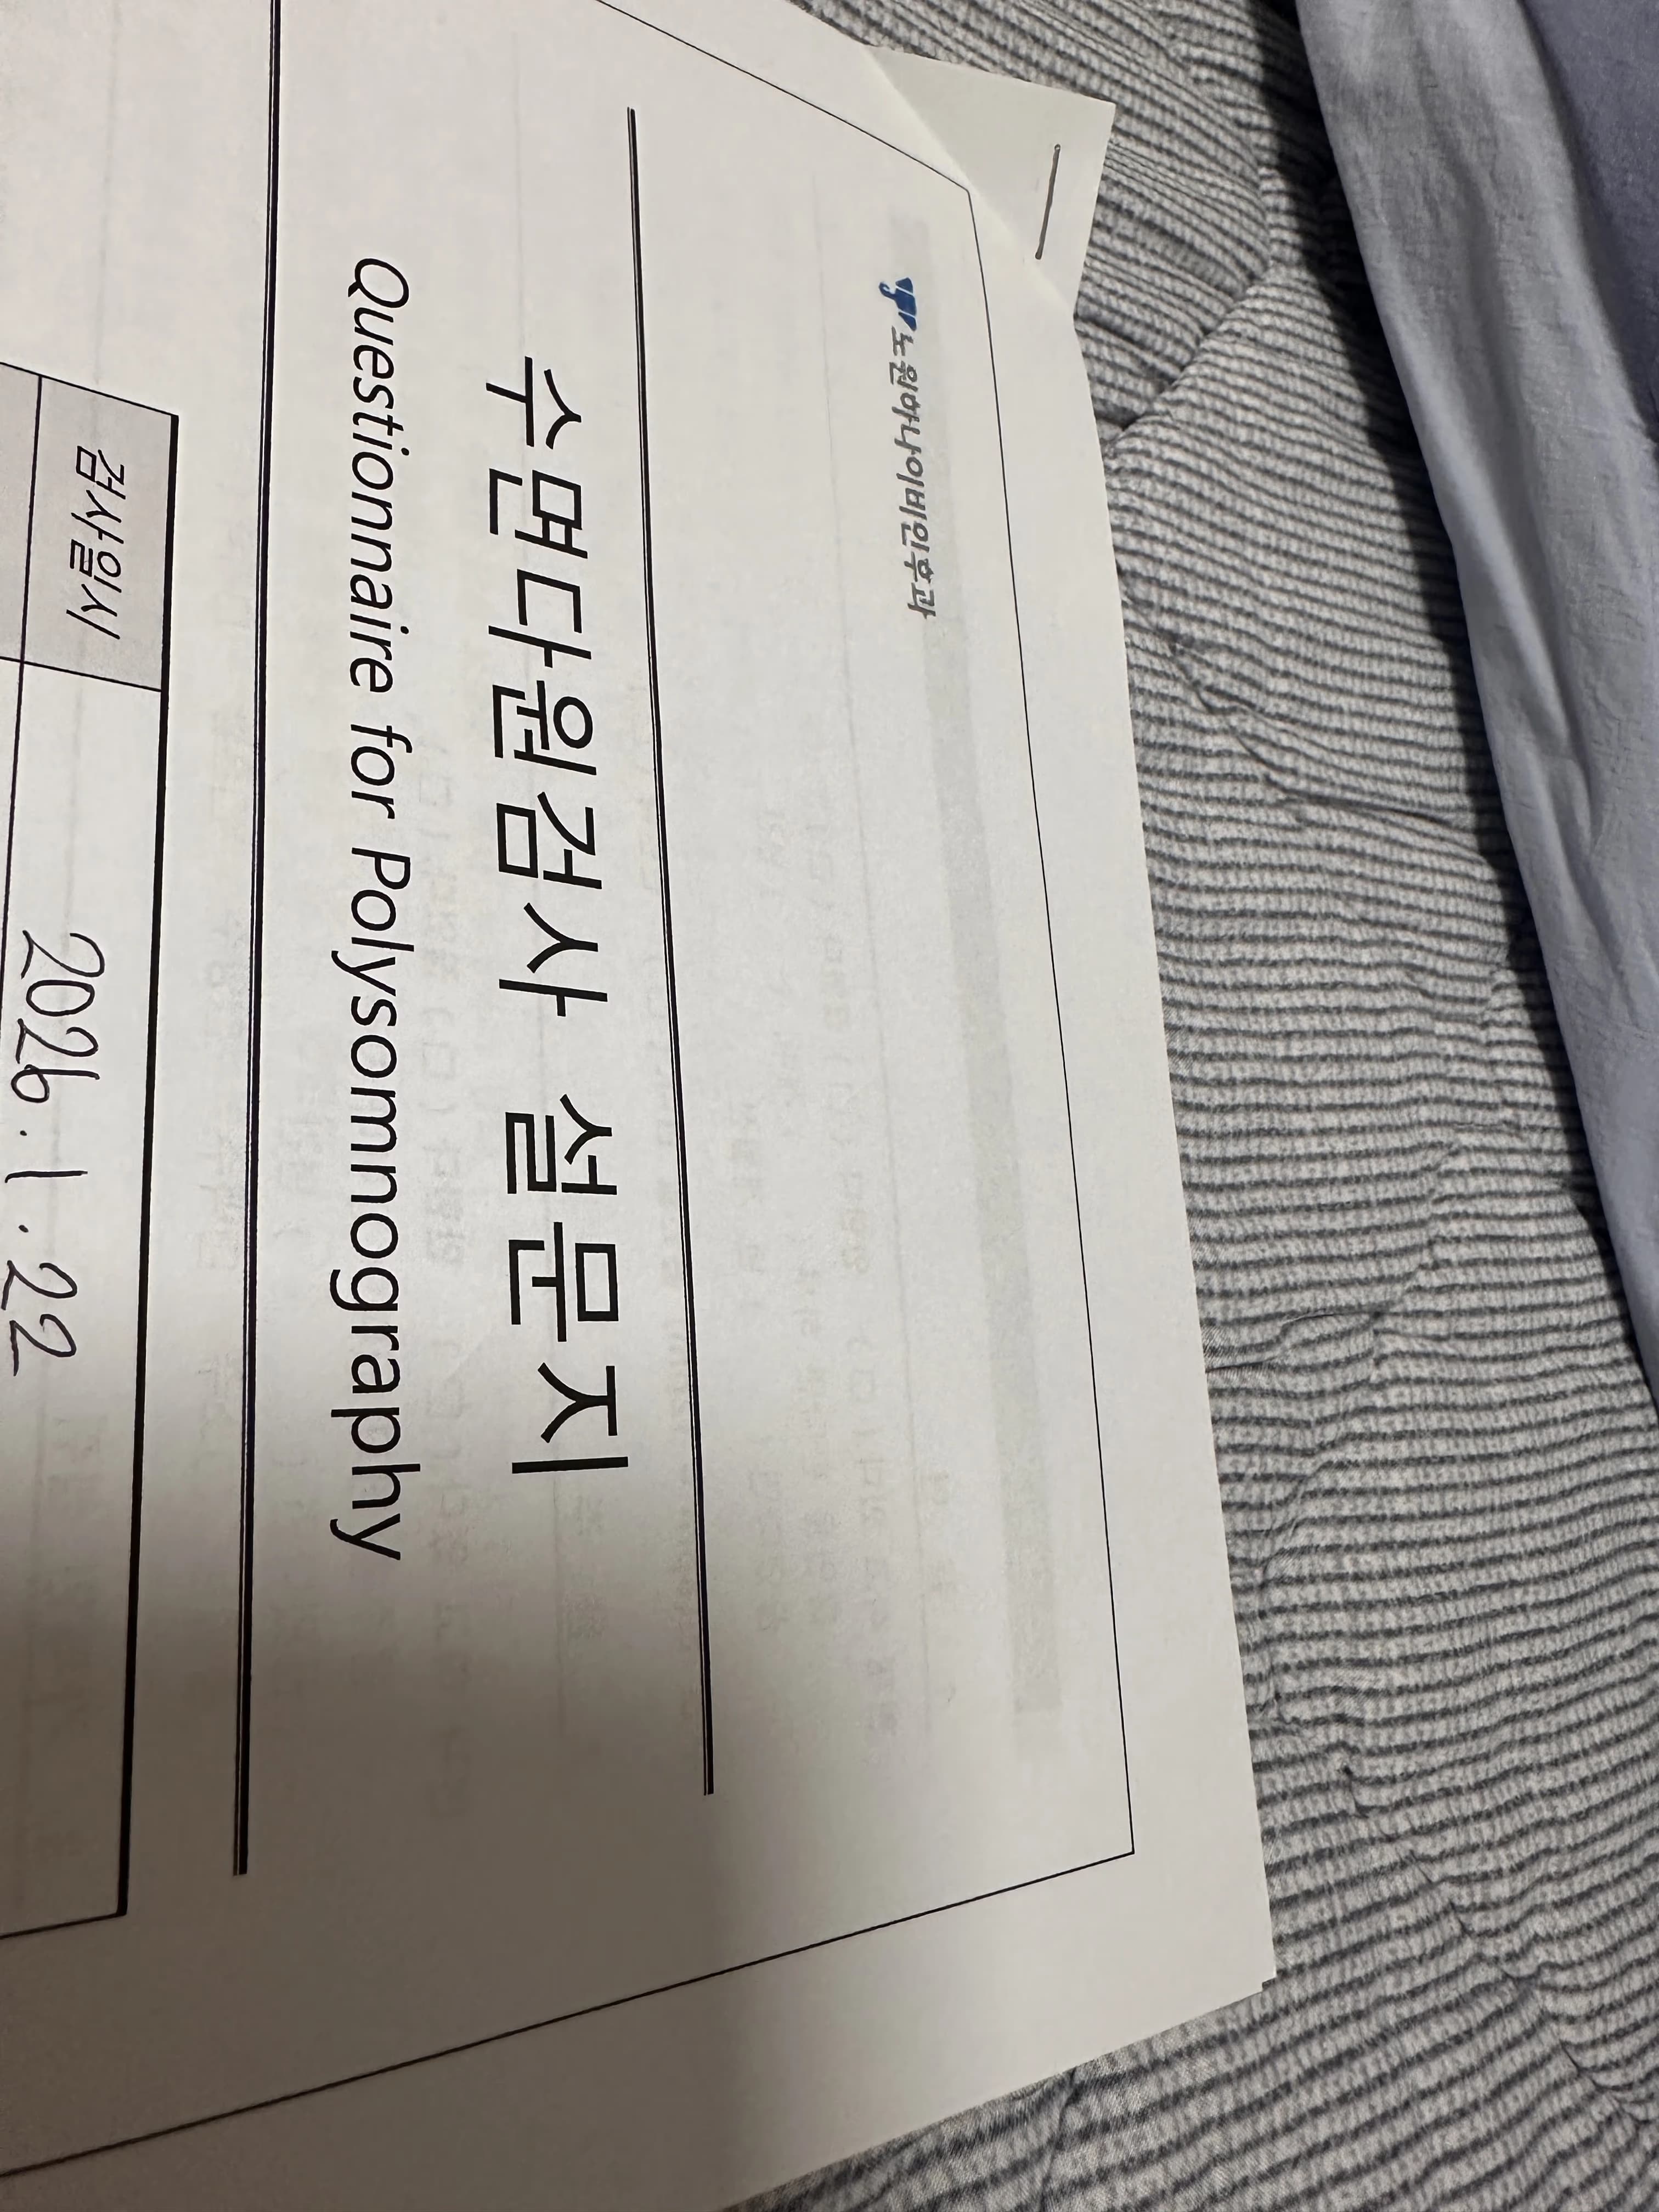 노원하나이비인후과
수면다원검사 설문지
Questionnaire for Polysomnography
검사일시 2026. 1. 22